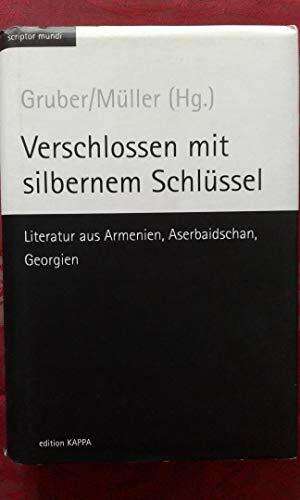 scriptor mundi
Gruber/Müller (Hg.)
Verschlossen mit
silbernem Schlüssel
Literatur aus Armenien, Aserbaidschan,
Georgien
edition KAPPA